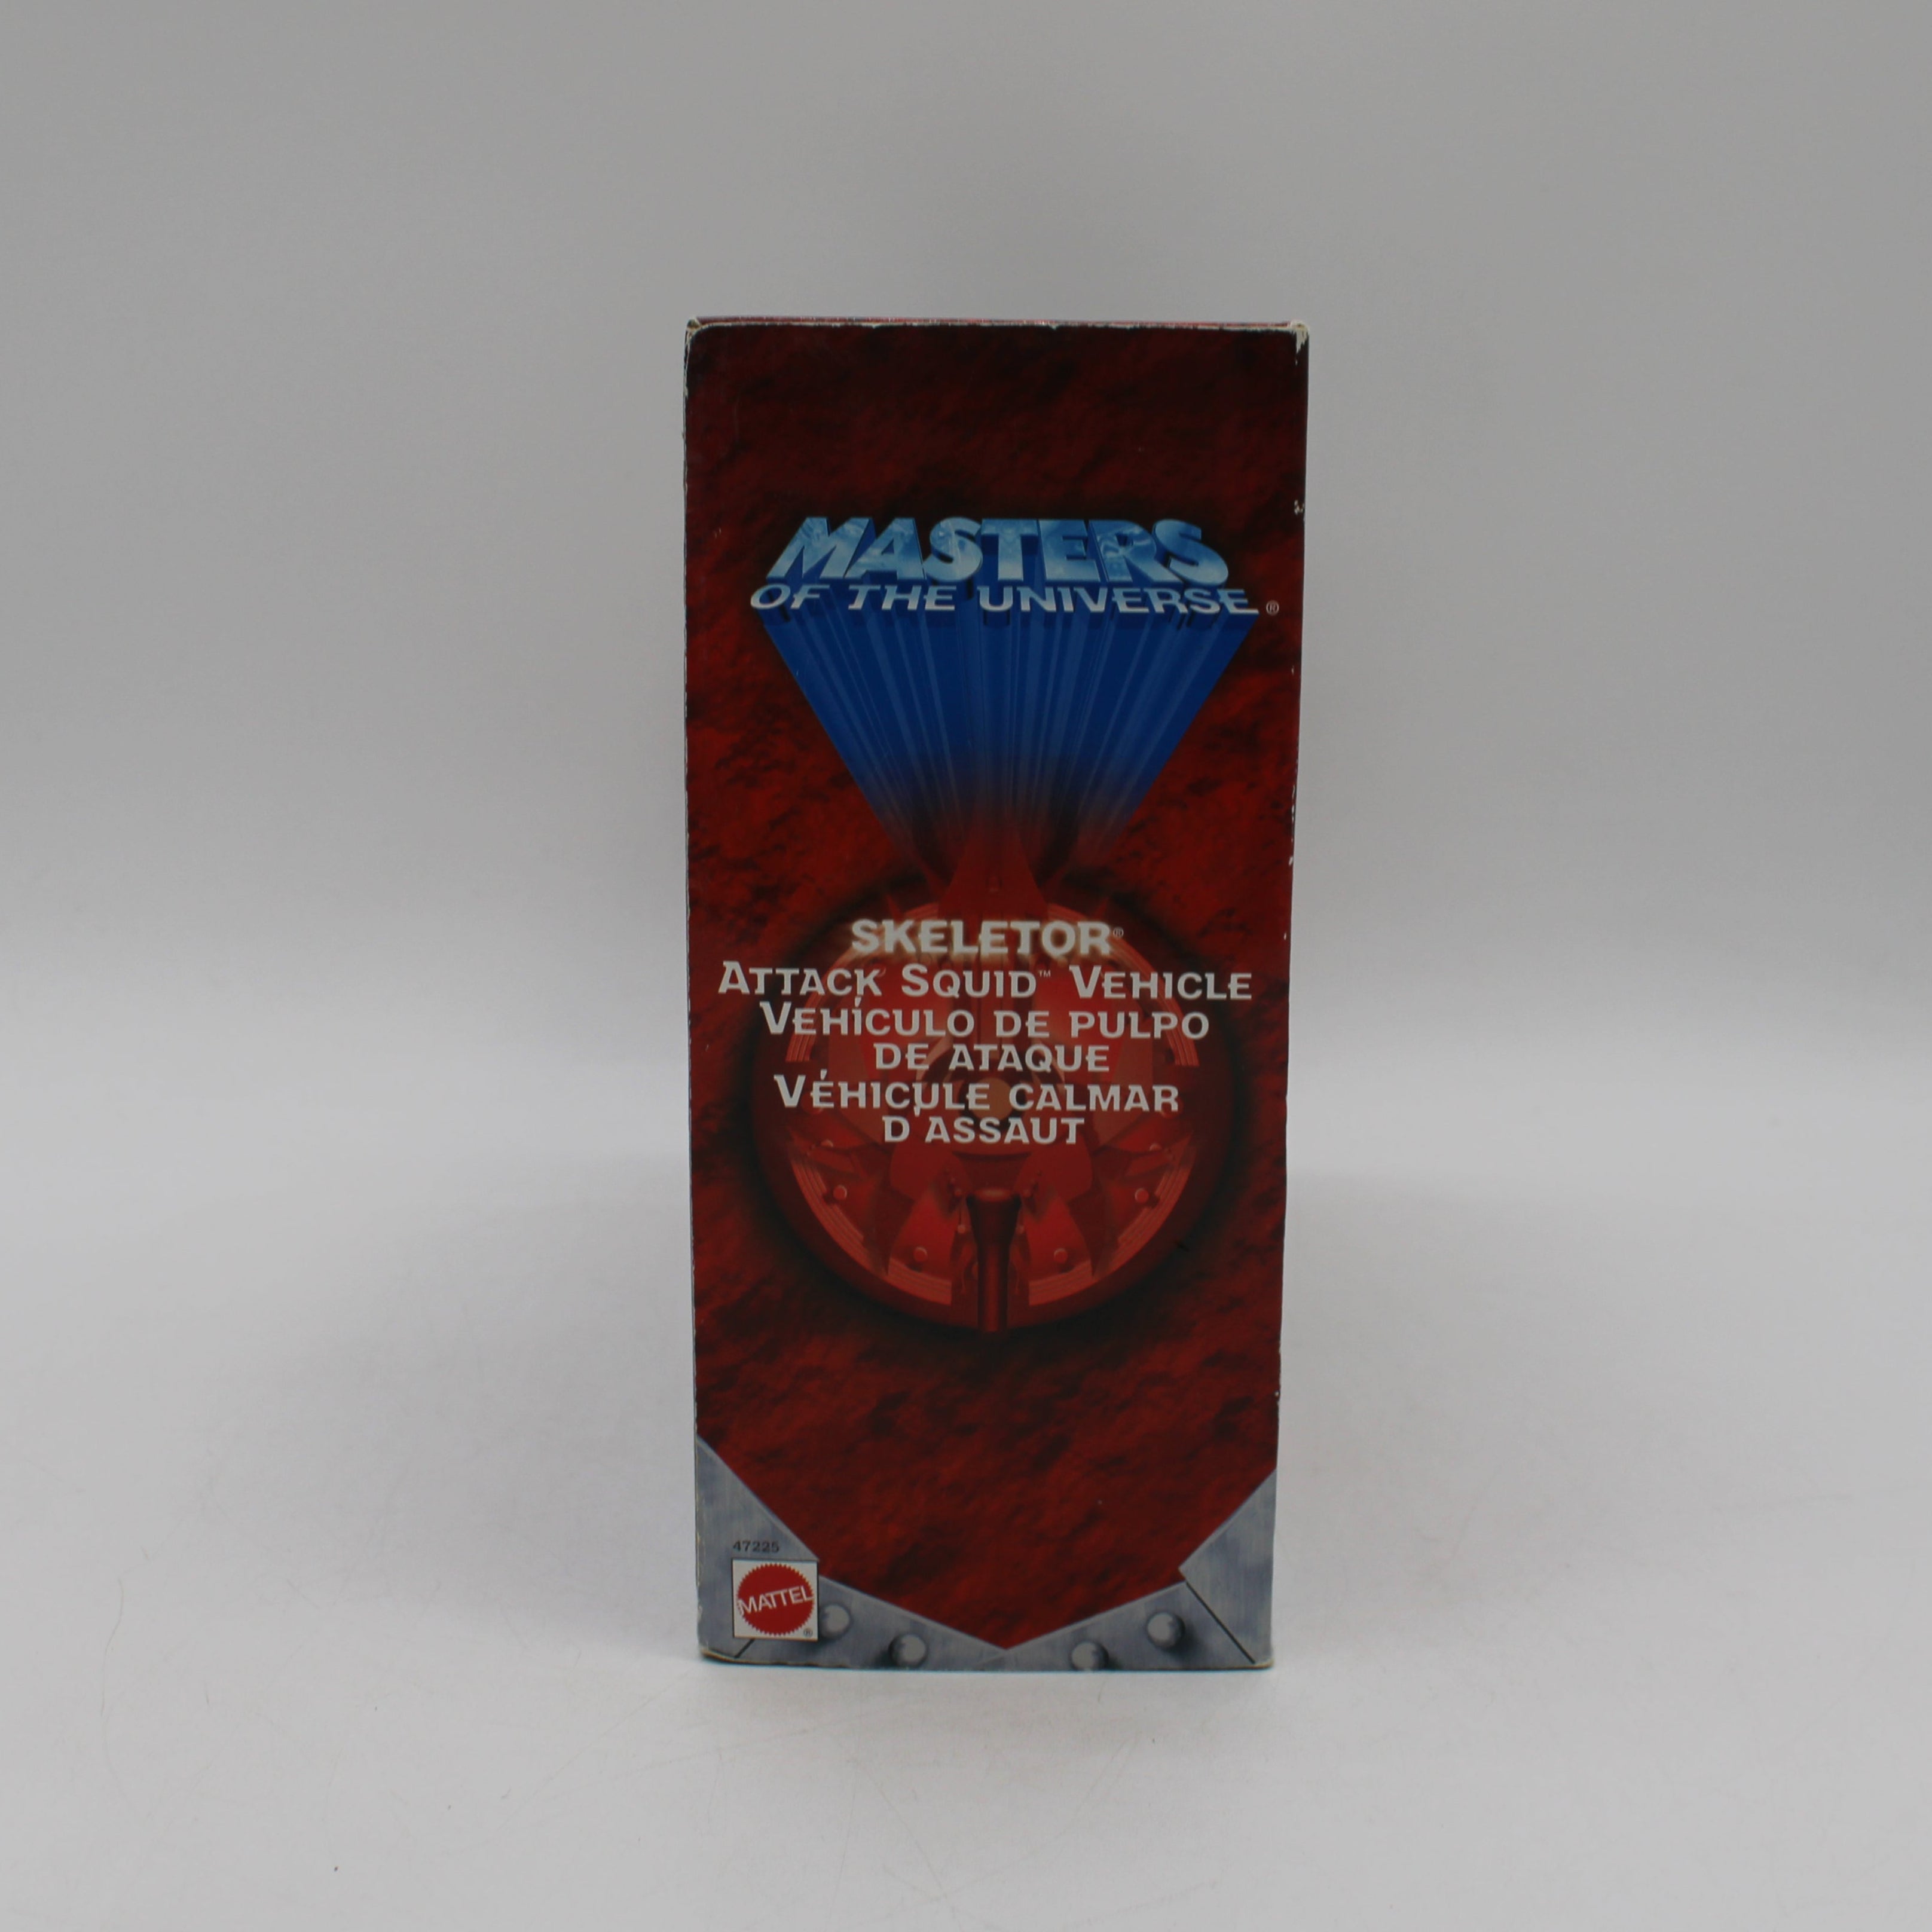 MASTERS
OF THE UNIVERSE®
SKELETOR®
ATTACK SQUID™ VEHICLE
VEHÍCULO DE PULPO
DE ATAQUE
VÉHICULE CALMAR
D'ASSAUT
47225
MATTEL®